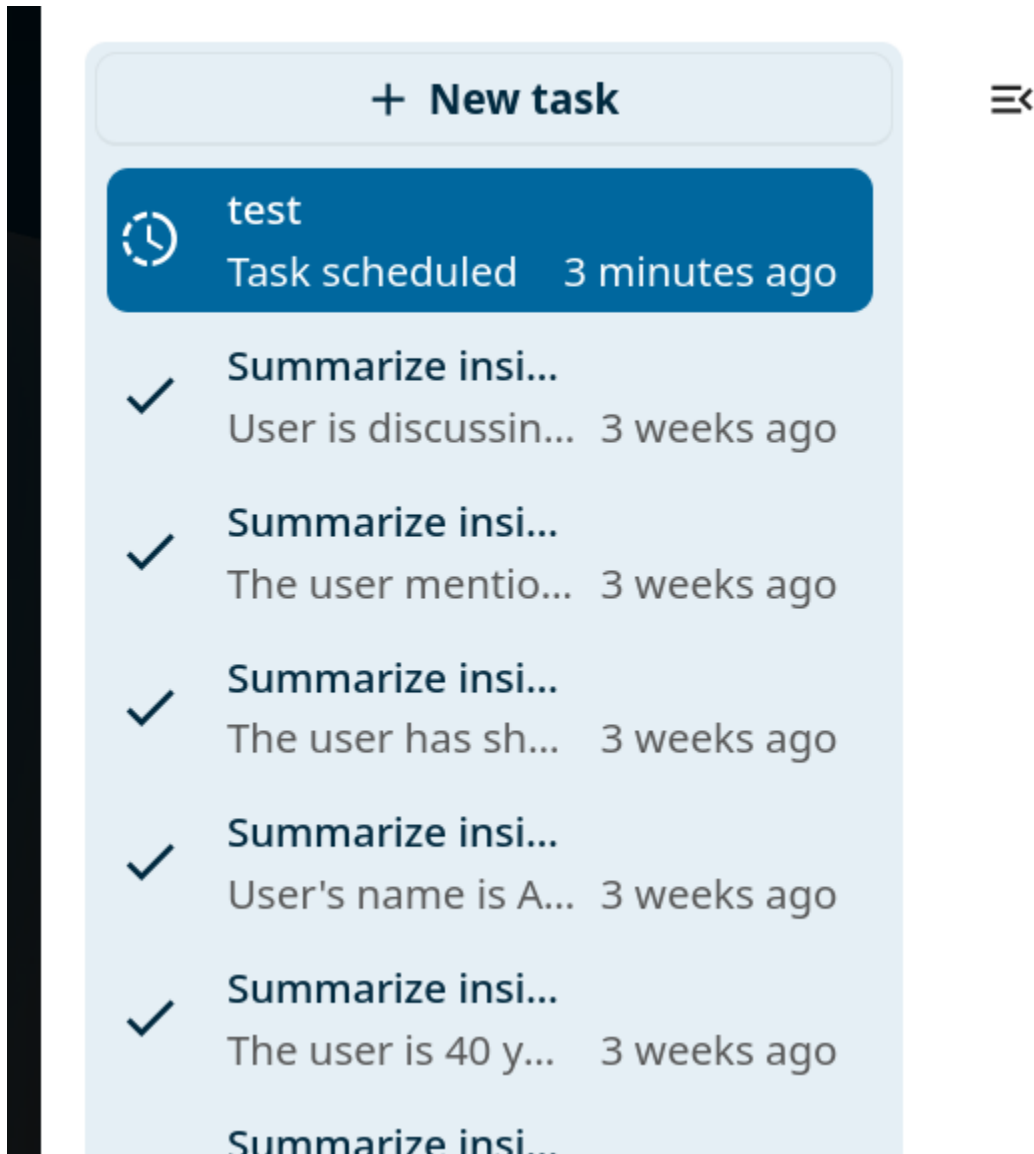 + New task
test
Task scheduled 3 minutes ago
Summarize insi...
User is discussin... 3 weeks ago
Summarize insi...
The user mentio... 3 weeks ago
Summarize insi...
The user has sh... 3 weeks ago
Summarize insi...
User's name is A... 3 weeks ago
Summarize insi...
The user is 40 y... 3 weeks ago
Summarize insi...